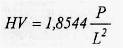 HV = 1,8544 P / L²